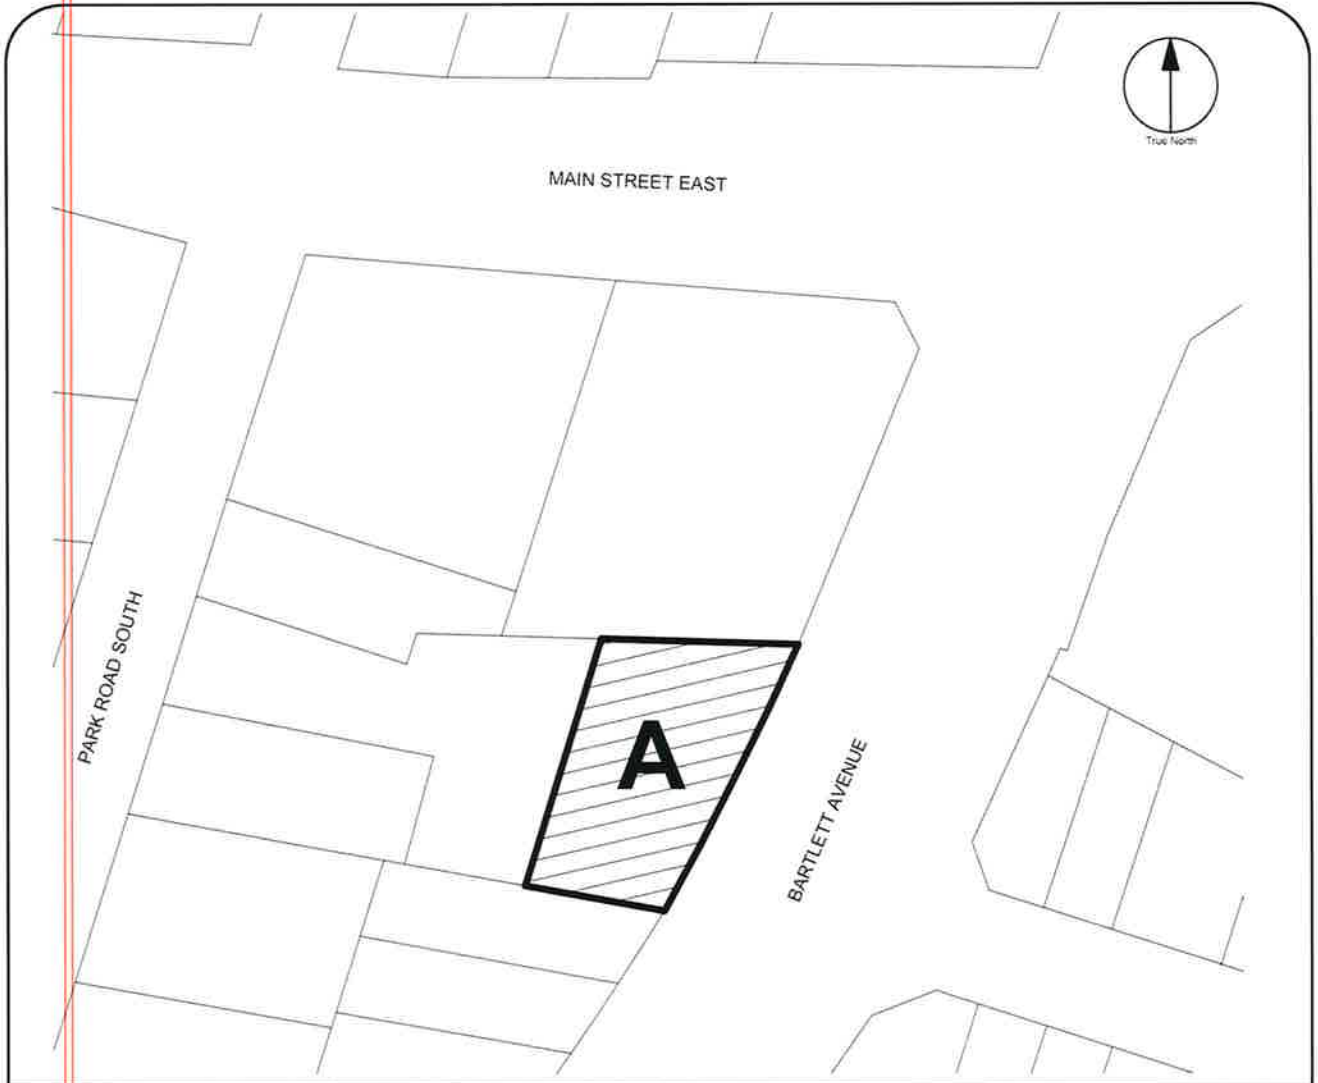 True North
MAIN STREET EAST
PARK ROAD SOUTH
A
BARTLETT AVENUE